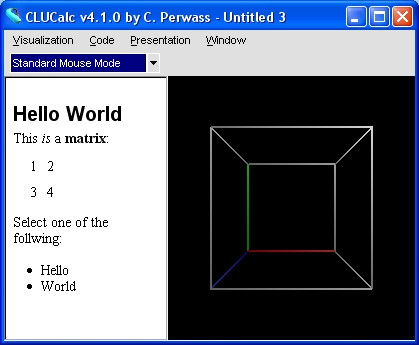 CLUCalc v4.1.0 by C. Perwass - Untitled 3
Visualization Code Presentation Window
Standard Mouse Mode
Hello World
This is a matrix:
1 2
3 4
Select one of the
follwing:
• Hello
• World